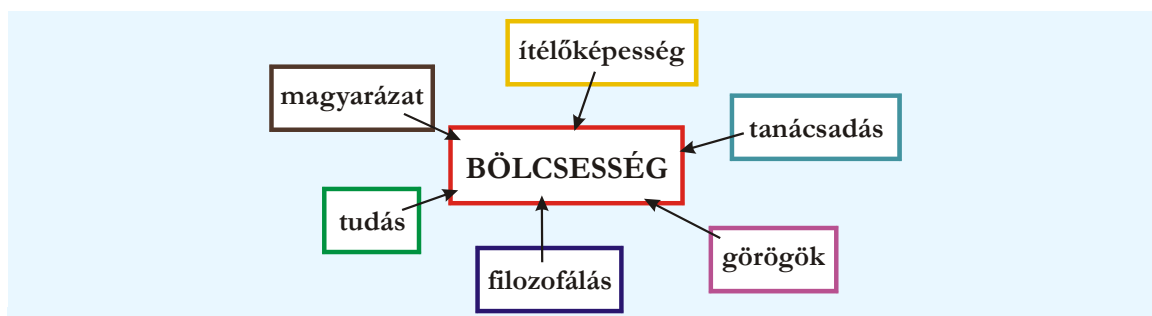 ítélőképesség
magyarázat
tanácsadás
BÖLCSESSÉG
tudás
görögök
filozofálás